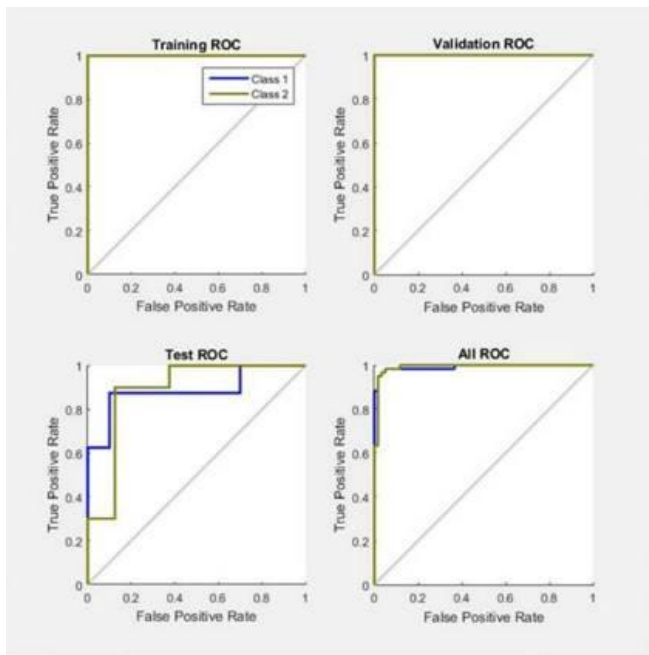 Training ROC
1
0.8
0.6
0.4
0.2
0
True Positive Rate
Class 1
Class 2
0 0.2 0.4 0.6 0.8 1
False Positive Rate
Validation ROC
1
0.8
0.6
0.4
0.2
0
True Positive Rate
0 0.2 0.4 0.6 0.8 1
False Positive Rate
Test ROC
1
0.8
0.6
0.4
0.2
0
True Positive Rate
0 0.2 0.4 0.6 0.8 1
False Positive Rate
All ROC
1
0.8
0.6
0.4
0.2
0
True Positive Rate
0 0.2 0.4 0.6 0.8 1
False Positive Rate